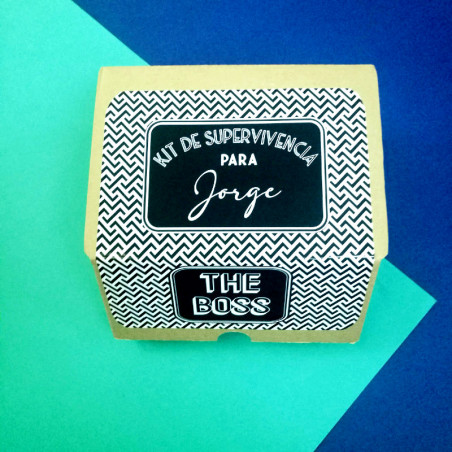 KIT DE SUPERVIVENCIA
PARA
Jorge
THE
BOSS